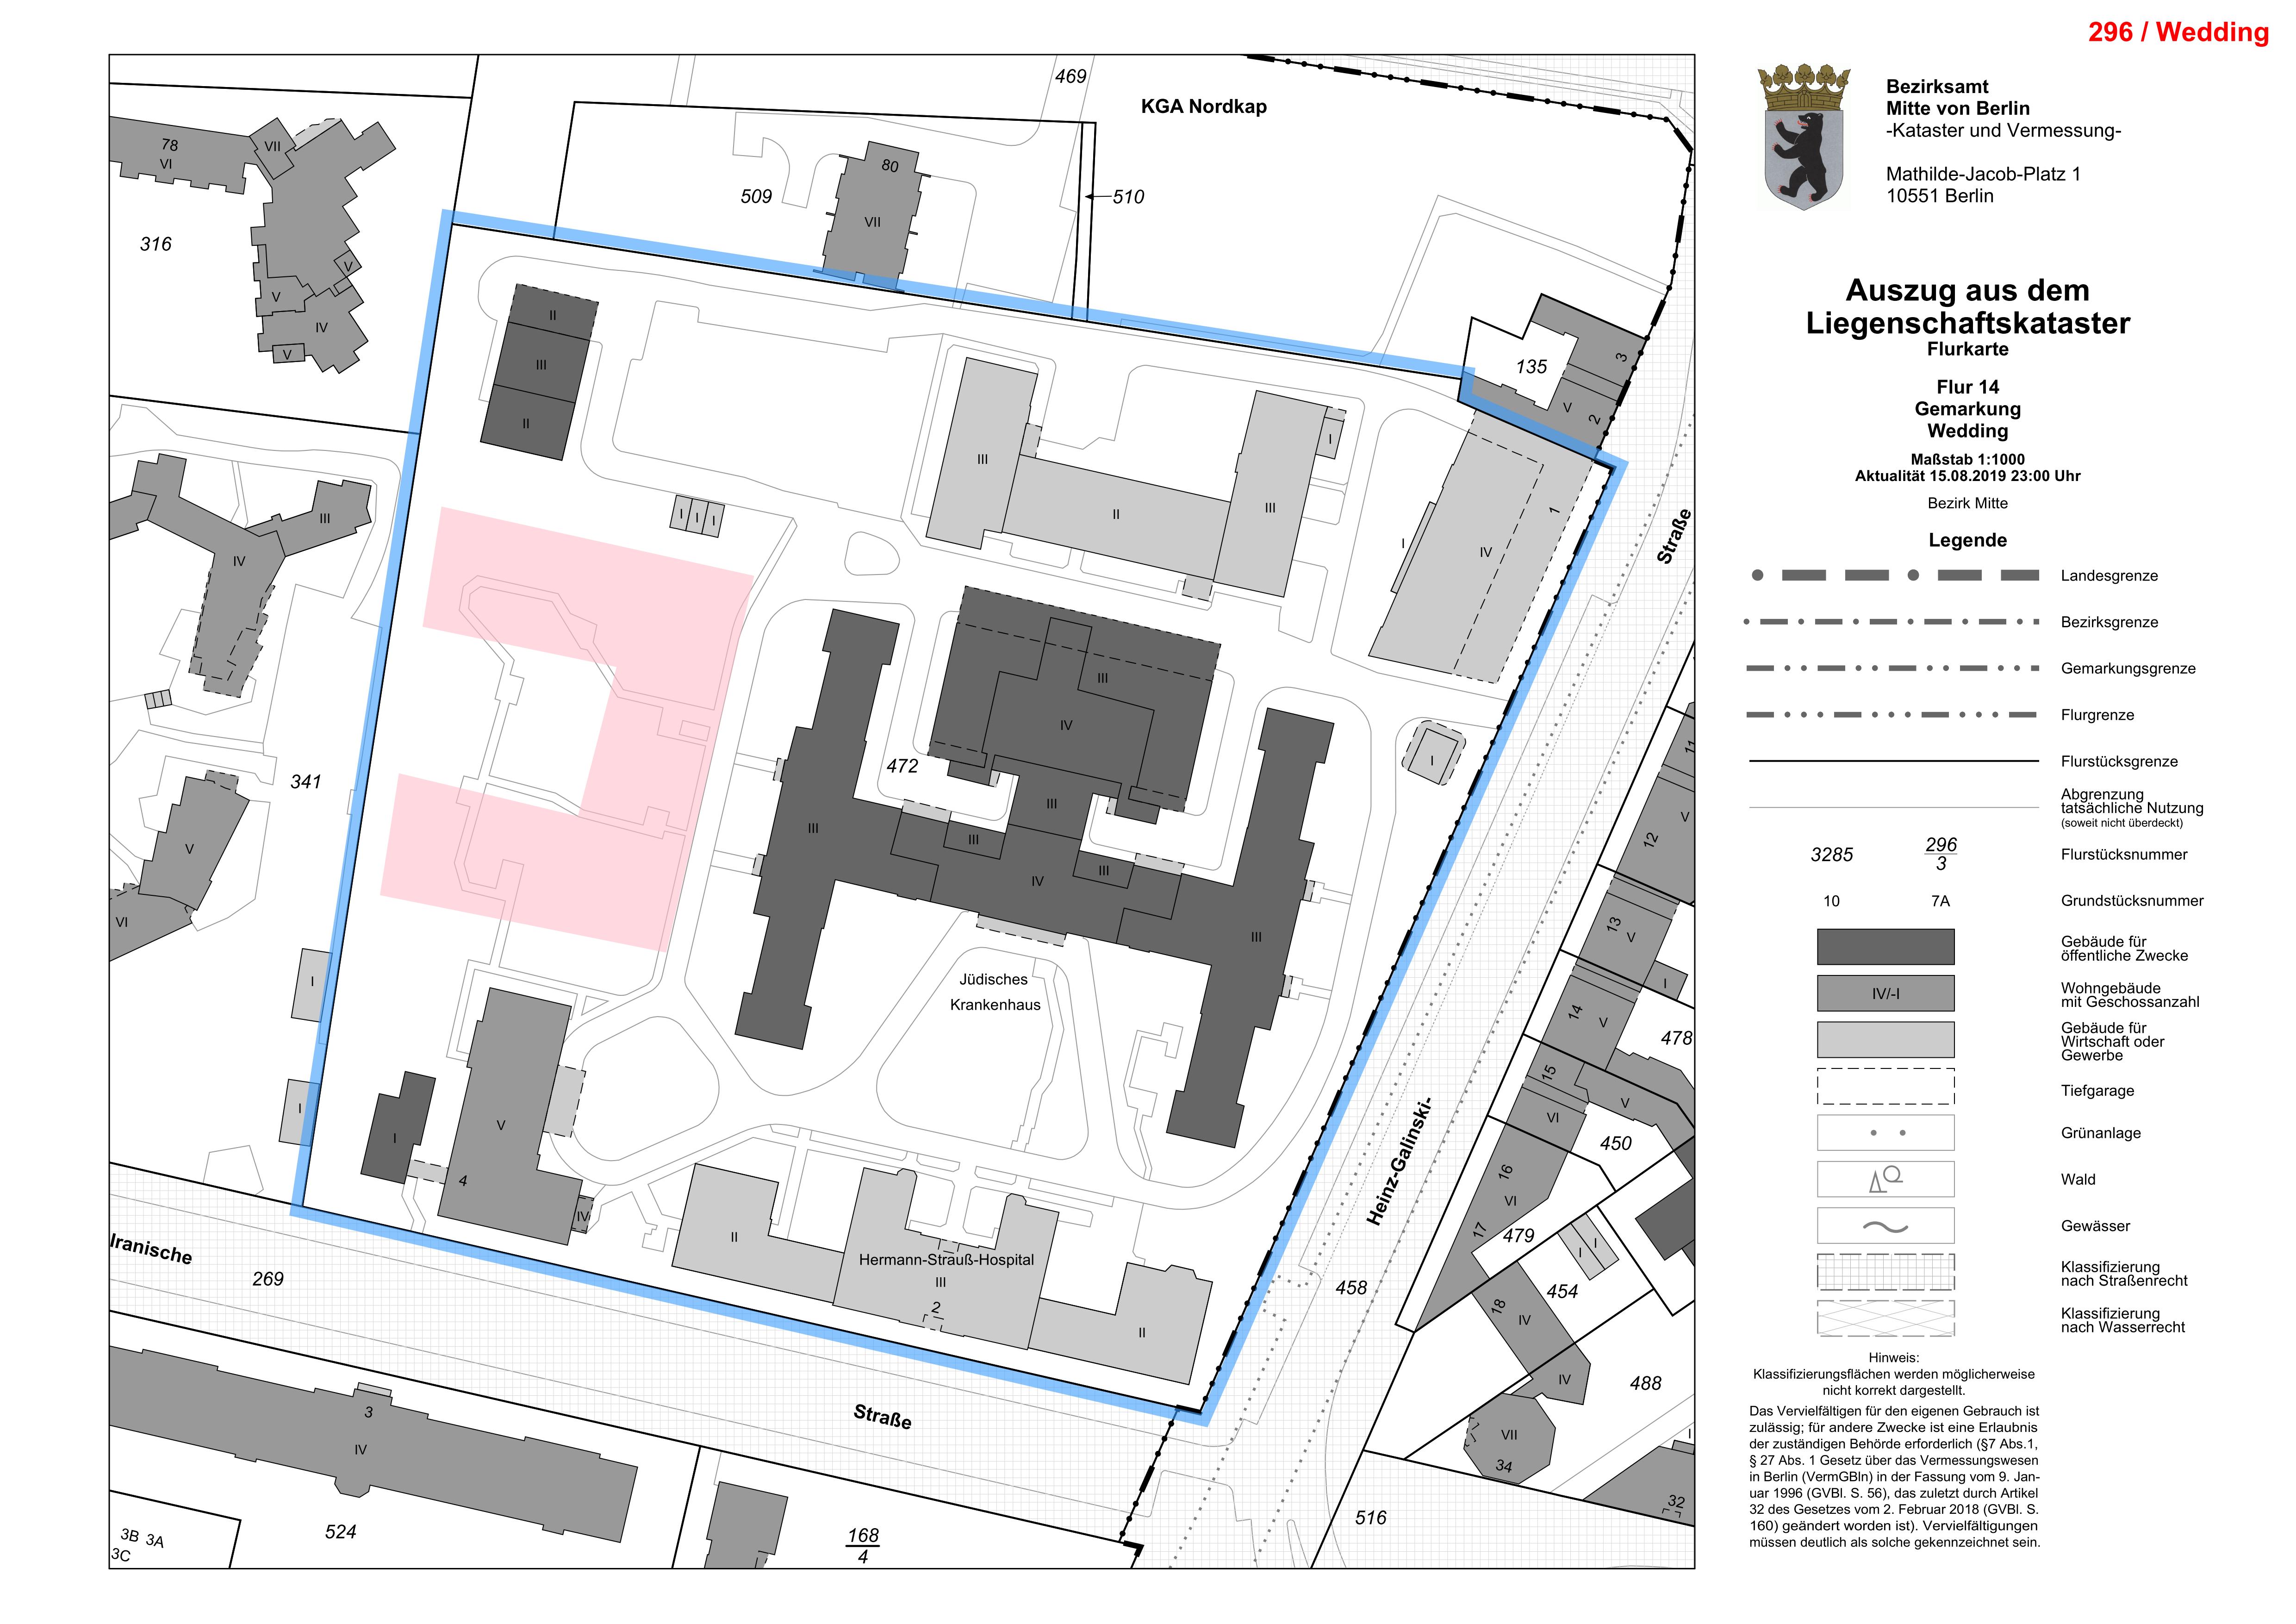 296 / Wedding
Bezirksamt
Mitte von Berlin
-Kataster und Vermessung-
Mathilde-Jacob-Platz 1
10551 Berlin
Auszug aus dem
Liegenschaftskataster
Flurkarte
Flur 14
Gemarkung
Wedding
Maßstab 1:1000
Aktualität 15.08.2019 23:00 Uhr
Bezirk Mitte
Legende
Landesgrenze
Bezirksgrenze
Gemarkungsgrenze
Flurgrenze
Flurstücksgrenze
Abgrenzung
tatsächliche Nutzung
(soweit nicht überdeckt)
3285 296/3 Flurstücksnummer
10 7A Grundstücksnummer
Gebäude für
öffentliche Zwecke
IV/-I
Wohngebäude
mit Geschossanzahl
Gebäude für
Wirtschaft oder
Gewerbe
Tiefgarage
Grünanlage
Wald
Gewässer
Klassifizierung
nach Straßenrecht
Klassifizierung
nach Wasserrecht
Hinweis:
Klassifizierungsflächen werden möglicherweise
nicht korrekt dargestellt.
Das Vervielfältigen für den eigenen Gebrauch ist
zulässig; für andere Zwecke ist eine Erlaubnis
der zuständigen Behörde erforderlich (§7 Abs.1,
§ 27 Abs. 1 Gesetz über das Vermessungswesen
in Berlin (VermGBln) in der Fassung vom 9. Jan-
uar 1996 (GVBl. S. 56), das zuletzt durch Artikel
32 des Gesetzes vom 2. Februar 2018 (GVBl. S.
160) geändert worden ist). Vervielfältigungen
müssen deutlich als solche gekennzeichnet sein.
469
KGA Nordkap
78
VI
VII
80
VII
509
510
316
V
V
IV
V
135
3
V
2
II
III
II
III
II
III
I
I
IV
1
Straße
I I I
III
IV
341
V
VI
I
I
III
IV
III
472
III
III
IV
III
III
I
Jüdisches
Krankenhaus
I
V
4
IV
II
Hermann-Strauß-Hospital
III
2
II
Iranische
269
Straße
Heinz-Galinski-
458
11
V
12
13
V
I
14
V
478
15
V
VI
450
16
VI
17
479
I I
454
18
IV
IV
488
VII
34
I
32
516
3
IV
524
3B 3A
3C
168
4